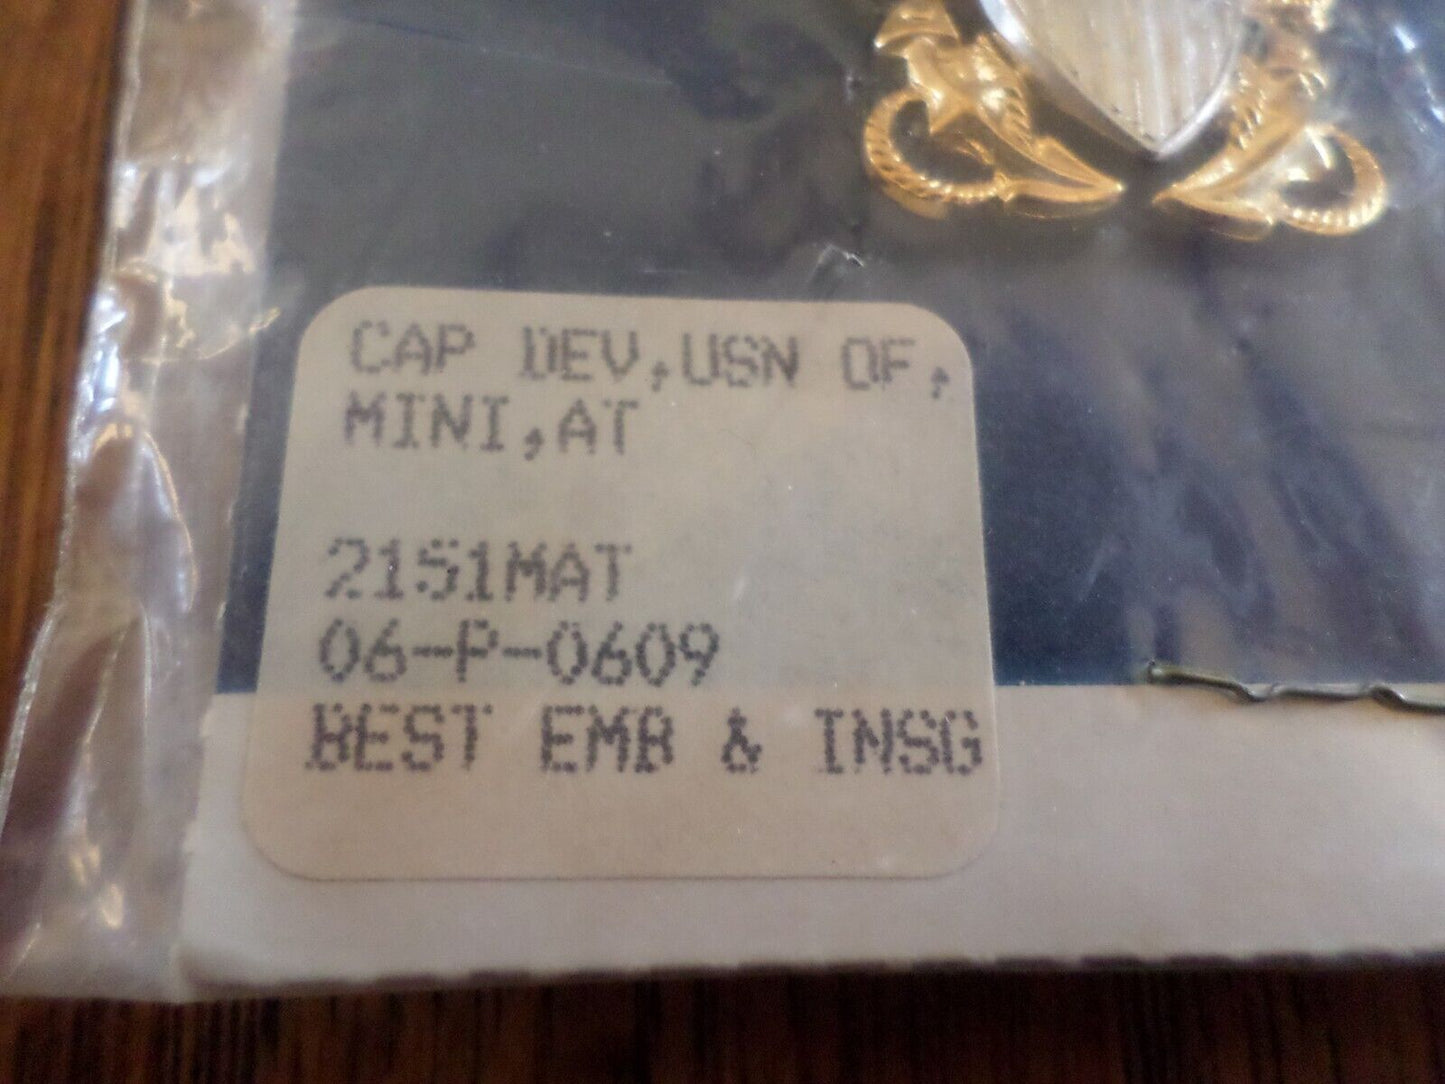 CAP DEV,USN OF,
MINI,AT
2151MAT
06-P-0609
BEST EMB & INSG